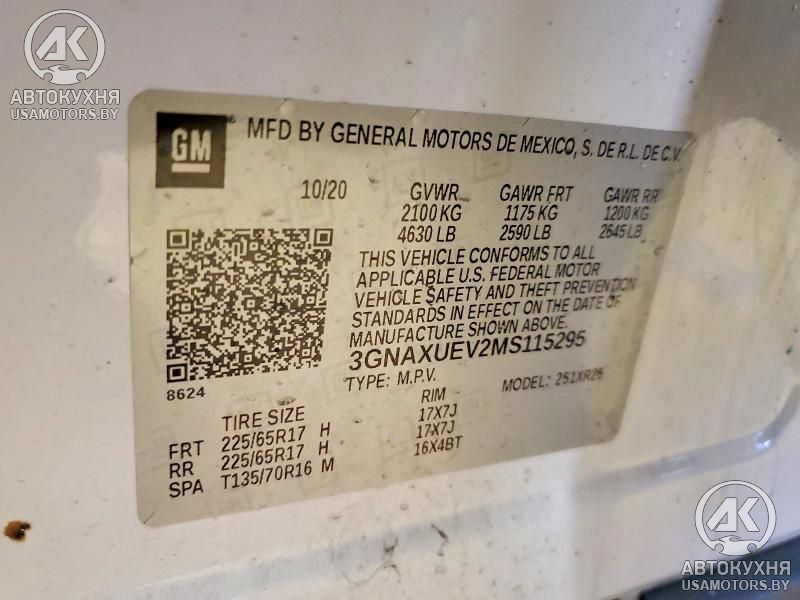 AK
АВТОКУХНЯ
USAMOTORS.BY
GM MFD BY GENERAL MOTORS DE MEXICO, S. DE R.L. DE C.V.
10/20 GVWR GAWR FRT GAWR RR
2100 KG 1175 KG 1200 KG
4630 LB 2590 LB 2645 LB
THIS VEHICLE CONFORMS TO ALL
APPLICABLE U.S. FEDERAL MOTOR
VEHICLE SAFETY AND THEFT PREVENTION
STANDARDS IN EFFECT ON THE DATE OF
MANUFACTURE SHOWN ABOVE.
3GNAXUEV2MS115295
TYPE: M.P.V. MODEL: 251XR26
8624
TIRE SIZE RIM
FRT 225/65R17 H 17X7J
RR 225/65R17 H 17X7J
SPA T135/70R16 M 16X4BT
AK
АВТОКУХНЯ
USAMOTORS.BY